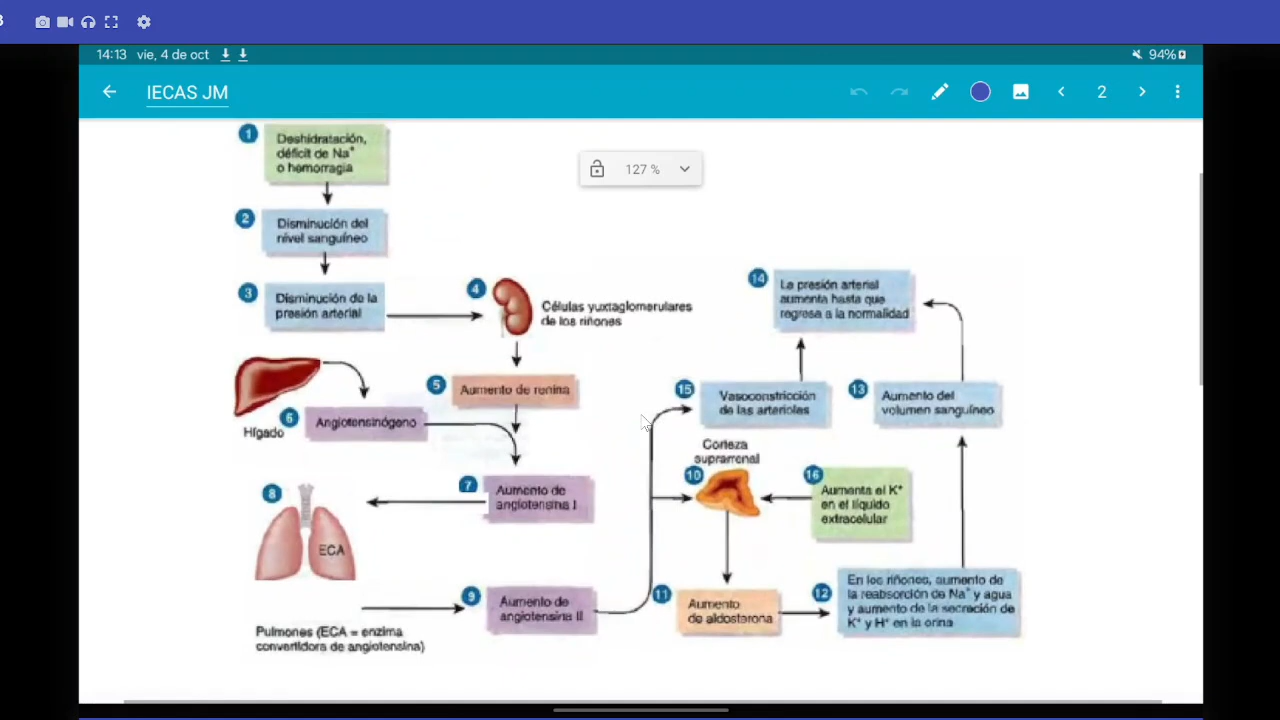 14:13 vie, 4 de oct
94%
IECAS JM
2
127 %
1
Deshidratación,
déficit de Na⁺
o hemorragia
2
Disminución del
nivel sanguíneo
3
Disminución de la
presión arterial
4
Células yuxtaglomerulares
de los riñones
5
Aumento de renina
6
Hígado
Angiotensinógeno
7
Aumento de
angiotensina I
8
ECA
Pulmones (ECA = enzima
convertidora de angiotensina)
9
Aumento de
angiotensina II
10
Corteza
suprarrenal
11
Aumento
de aldosterona
12
En los riñones, aumento de
la reabsorción de Na⁺ y agua
y aumento de la secreción de
K⁺ y H⁺ en la orina
13
Aumento del
volumen sanguíneo
14
La presión arterial
aumenta hasta que
regresa a la normalidad
15
Vasoconstricción
de las arteriolas
16
Aumenta el K⁺
en el líquido
extracelular